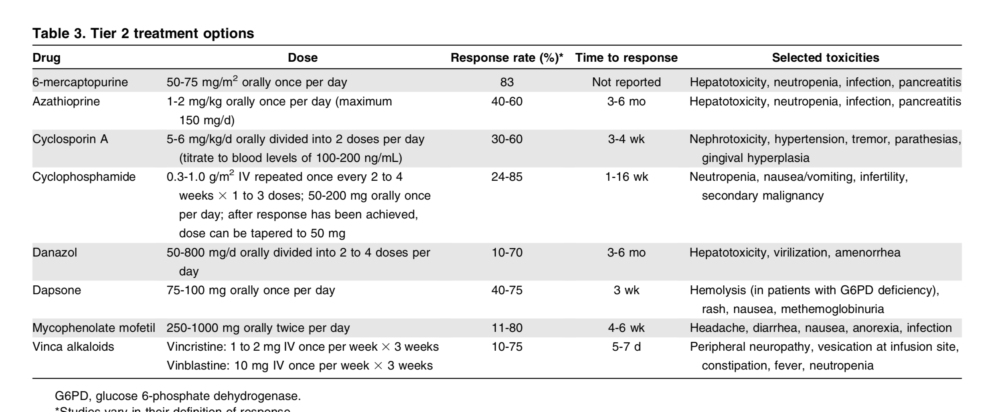 Table 3. Tier 2 treatment options
Drug Dose Response rate (%)* Time to response Selected toxicities
6-mercaptopurine 50-75 mg/m² orally once per day 83 Not reported Hepatotoxicity, neutropenia, infection, pancreatitis
Azathioprine 1-2 mg/kg orally once per day (maximum 40-60 3-6 mo Hepatotoxicity, neutropenia, infection, pancreatitis
150 mg/d)
Cyclosporin A 5-6 mg/kg/d orally divided into 2 doses per day 30-60 3-4 wk Nephrotoxicity, hypertension, tremor, parathesias,
(titrate to blood levels of 100-200 ng/mL) gingival hyperplasia
Cyclophosphamide 0.3-1.0 g/m² IV repeated once every 2 to 4 24-85 1-16 wk Neutropenia, nausea/vomiting, infertility,
weeks × 1 to 3 doses; 50-200 mg orally once secondary malignancy
per day; after response has been achieved,
dose can be tapered to 50 mg
Danazol 50-800 mg/d orally divided into 2 to 4 doses per 10-70 3-6 mo Hepatotoxicity, virilization, amenorrhea
day
Dapsone 75-100 mg orally once per day 40-75 3 wk Hemolysis (in patients with G6PD deficiency),
rash, nausea, methemoglobinuria
Mycophenolate mofetil 250-1000 mg orally twice per day 11-80 4-6 wk Headache, diarrhea, nausea, anorexia, infection
Vinca alkaloids Vincristine: 1 to 2 mg IV once per week × 3 weeks 10-75 5-7 d Peripheral neuropathy, vesication at infusion site,
Vinblastine: 10 mg IV once per week × 3 weeks constipation, fever, neutropenia
G6PD, glucose 6-phosphate dehydrogenase.
*Studies vary in their definition of response.